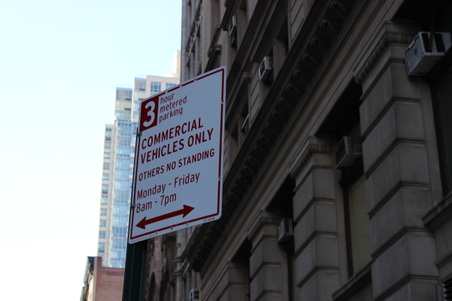 3 hour
metered
parking
COMMERCIAL
VEHICLES ONLY
OTHERS NO STANDING
Monday - Friday
8am - 7pm